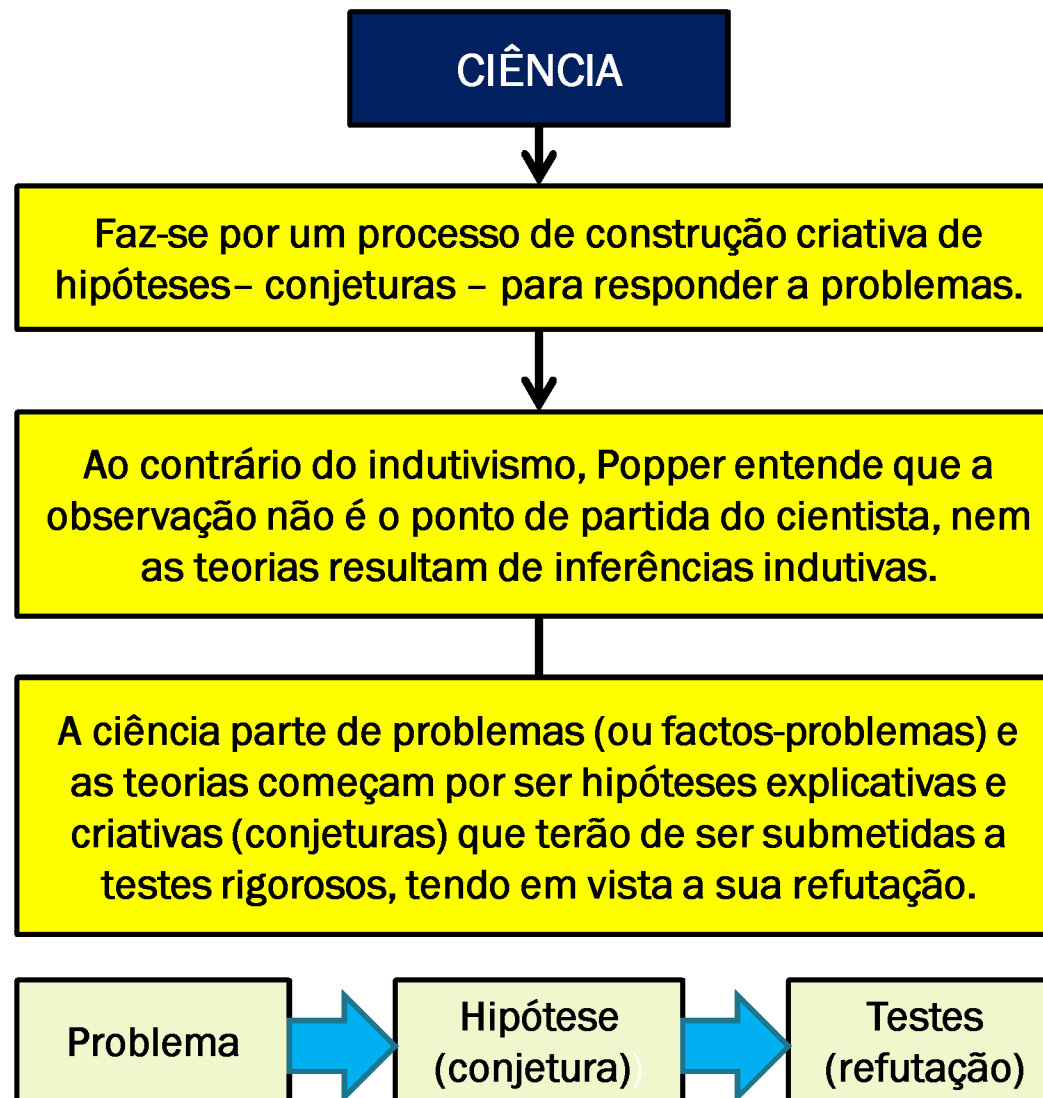 CIÊNCIA
Faz-se por um processo de construção criativa de
hipóteses– conjeturas – para responder a problemas.
Ao contrário do indutivismo, Popper entende que a
observação não é o ponto de partida do cientista, nem
as teorias resultam de inferências indutivas.
A ciência parte de problemas (ou factos-problemas) e
as teorias começam por ser hipóteses explicativas e
criativas (conjeturas) que terão de ser submetidas a
testes rigorosos, tendo em vista a sua refutação.
Problema
Hipótese
(conjetura))
Testes
(refutação)